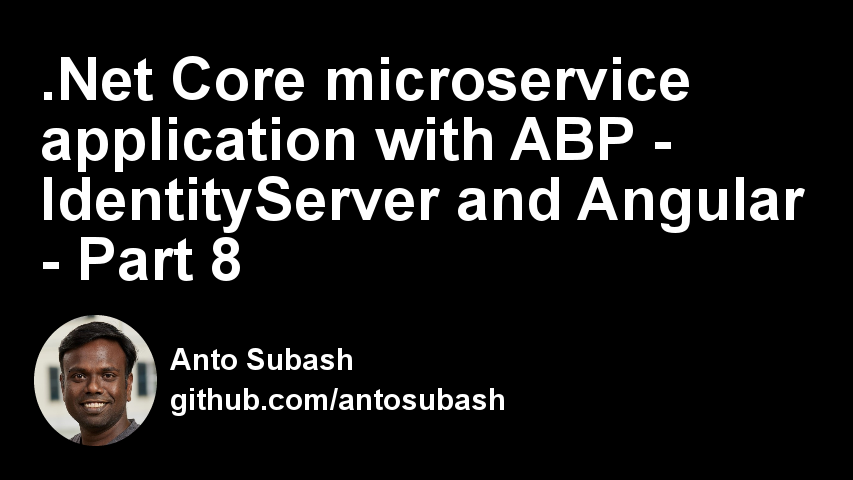 .Net Core microservice
application with ABP -
IdentityServer and Angular
- Part 8
Anto Subash
github.com/antosubash